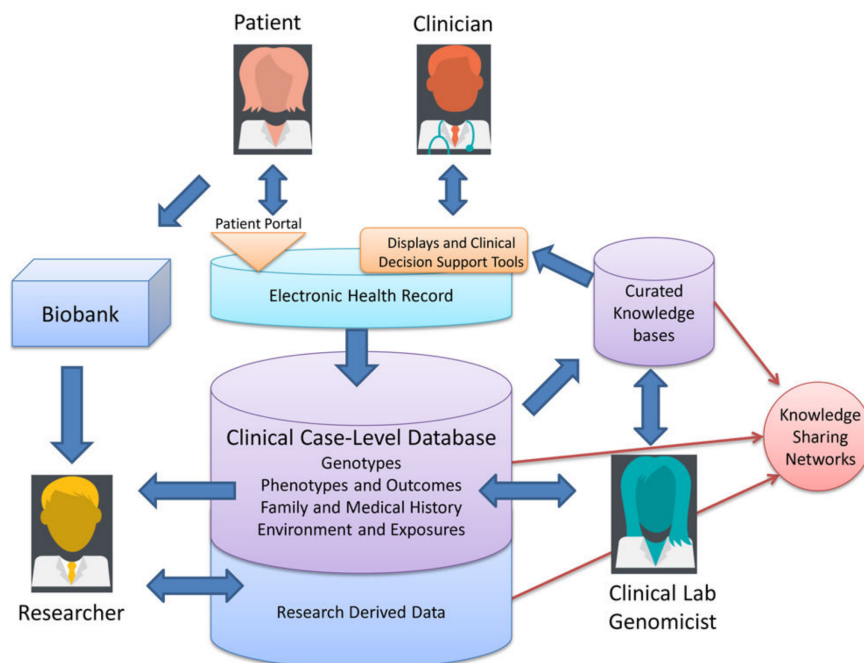 Patient
Clinician
Patient Portal
Displays and Clinical
Decision Support Tools
Electronic Health Record
Biobank
Curated
Knowledge
bases
Clinical Case-Level Database
Genotypes
Phenotypes and Outcomes
Family and Medical History
Environment and Exposures
Knowledge
Sharing
Networks
Researcher
Research Derived Data
Clinical Lab
Genomicist